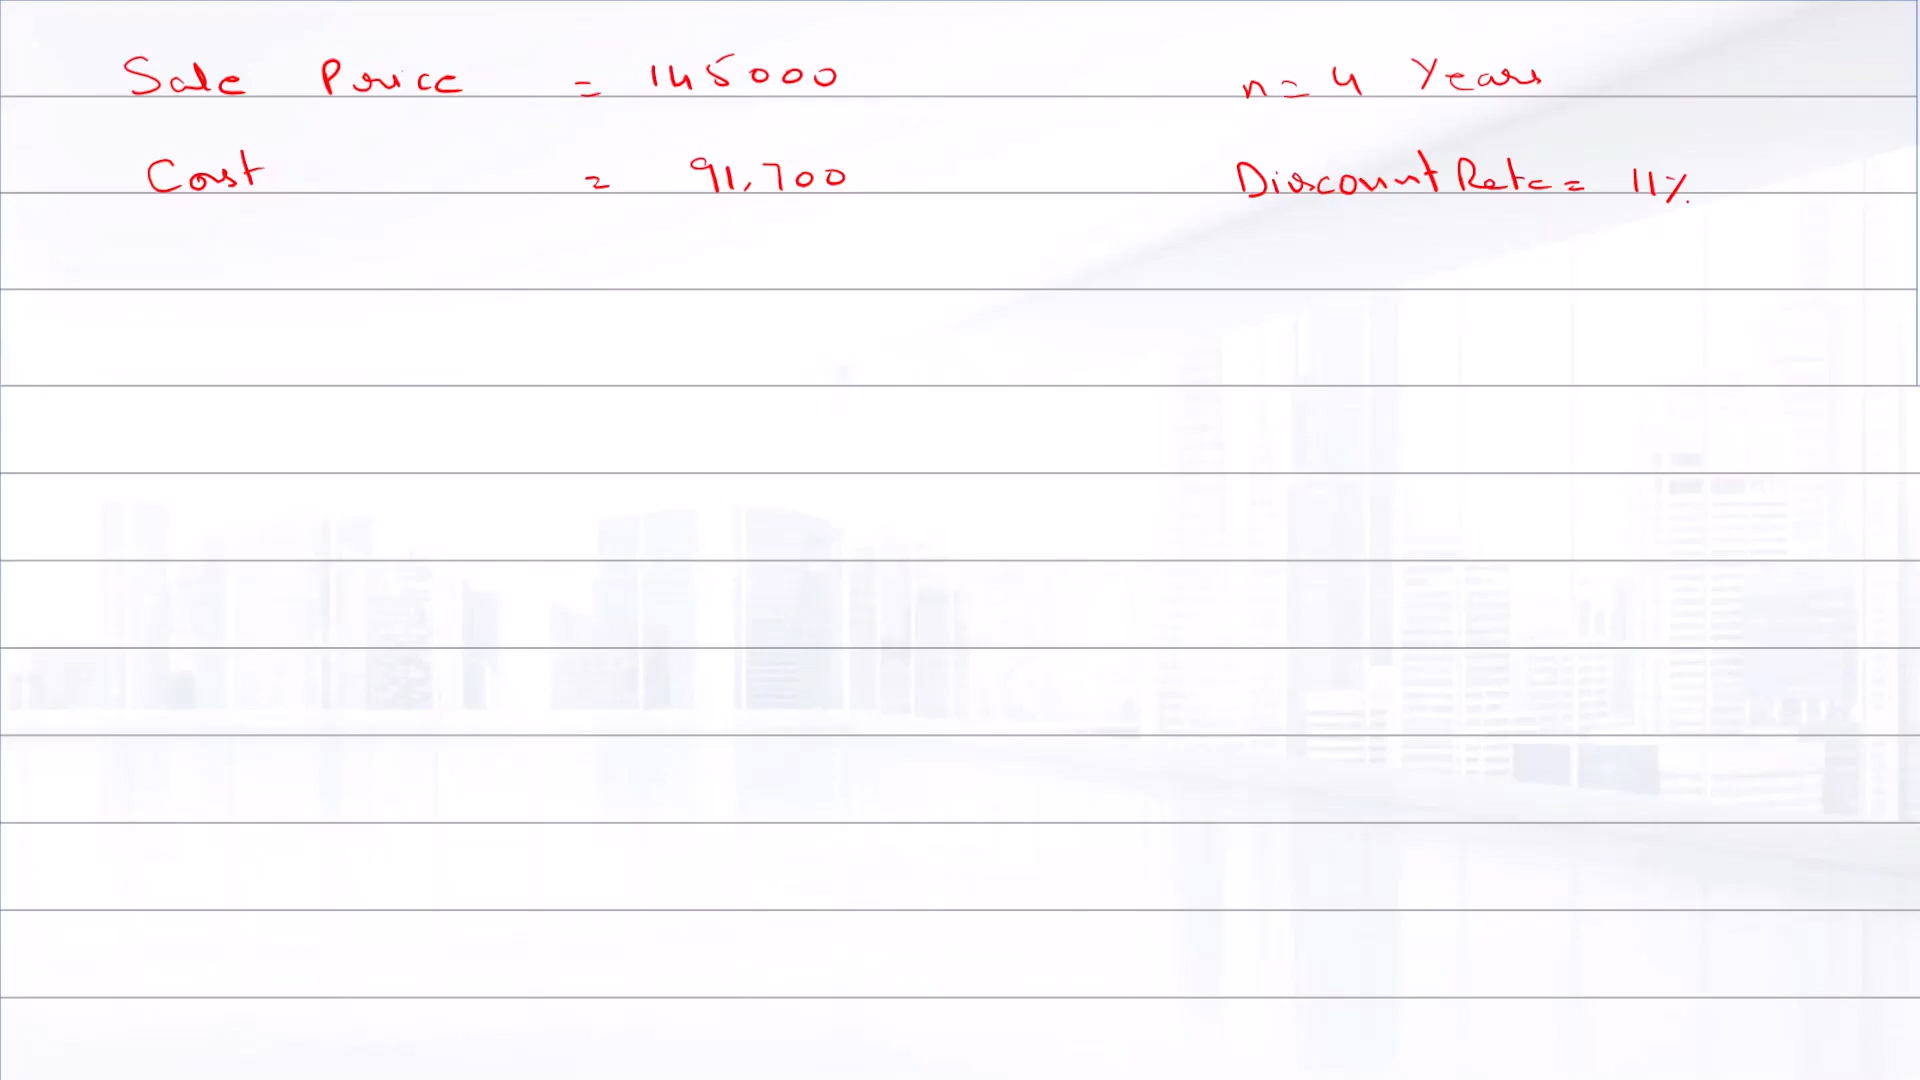 Sale Price = 145000 n = 4 Years
Cost = 91,700 Discount Rate = 11%